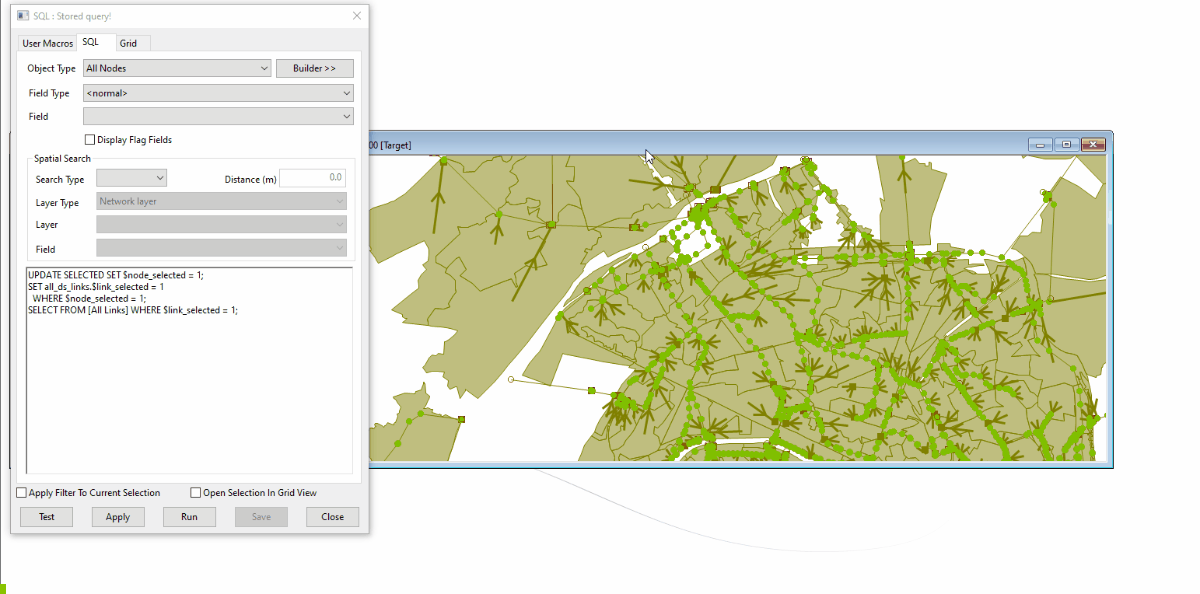 SQL : Stored query!
User Macros SQL Grid
Object Type All Nodes Builder >>
Field Type <normal>
Field
Display Flag Fields
Spatial Search
Search Type Distance (m) 0.0
Layer Type Network layer
Layer
Field
UPDATE SELECTED SET $node_selected = 1;
SET all_ds_links.$link_selected = 1
WHERE $node_selected = 1;
SELECT FROM [All Links] WHERE $link_selected = 1;
Apply Filter To Current Selection Open Selection In Grid View
Test Apply Run Save Close
00 [Target]